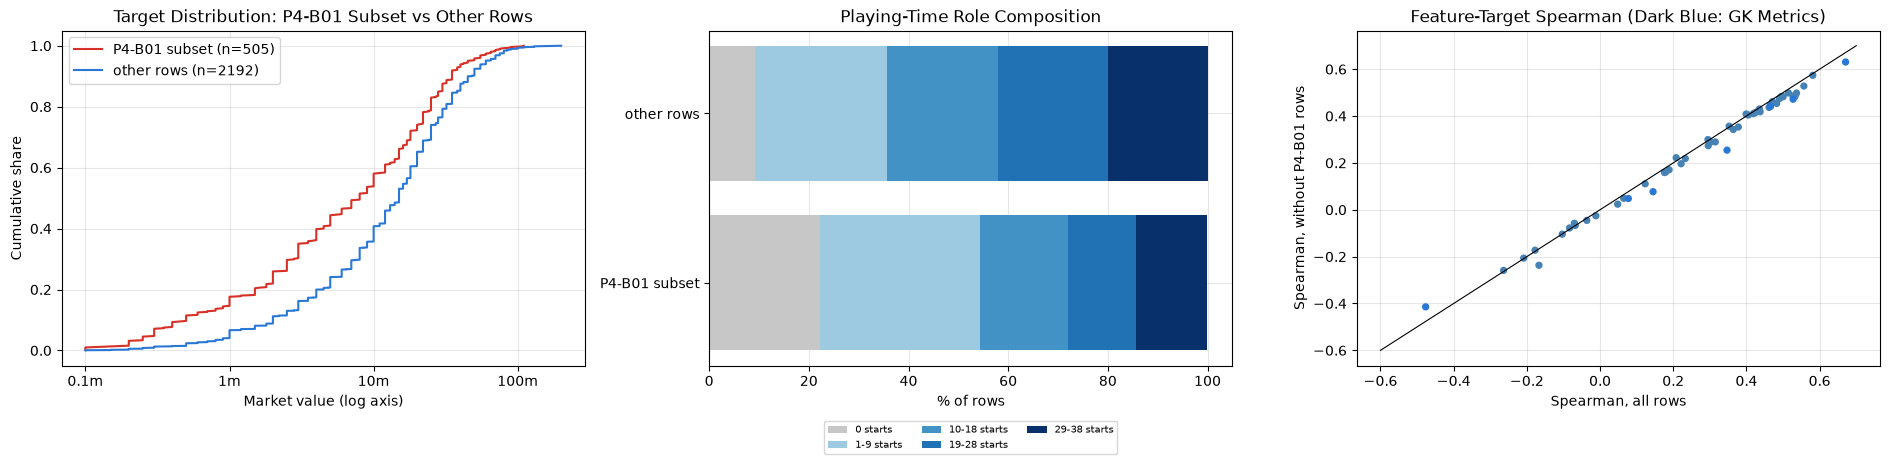 Target Distribution: P4-B01 Subset vs Other Rows
P4-B01 subset (n=505)
other rows (n=2192)
Cumulative share
1.0
0.8
0.6
0.4
0.2
0.0
0.1m 1m 10m 100m
Market value (log axis)
Playing-Time Role Composition
other rows
P4-B01 subset
0 20 40 60 80 100
% of rows
0 starts 10-18 starts 29-38 starts
1-9 starts 19-28 starts
Feature-Target Spearman (Dark Blue: GK Metrics)
Spearman, without P4-B01 rows
0.6
0.4
0.2
0.0
−0.2
−0.4
−0.6
−0.6 −0.4 −0.2 0.0 0.2 0.4 0.6
Spearman, all rows